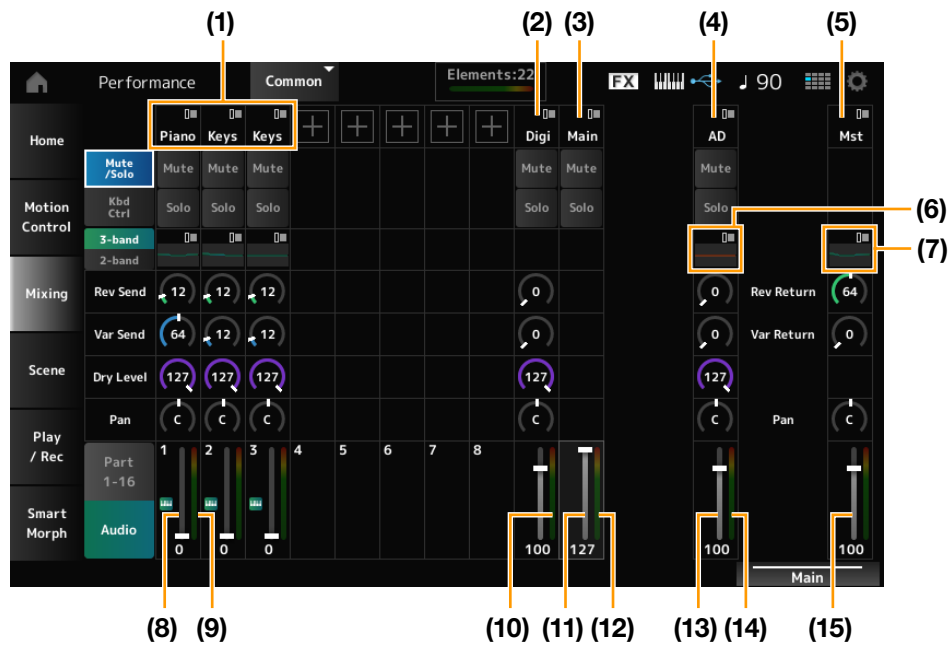 (1) (2) (3) (4) (5)
Performance Common Elements:22 FX 90
Home Piano Keys Keys Digi Main AD Mst
Mute /Solo Mute Mute Mute Mute Mute Mute
Motion Control Kbd Ctrl Solo Solo Solo Solo Solo Solo (6)
3-band (7)
2-band
Mixing Rev Send 12 12 12 0 0 Rev Return 64
Var Send 64 12 12 0 0 Var Return 0
Scene Dry Level 127 127 127 127 127
Pan C C C C C Pan C
Play / Rec Part 1-16 1 2 3 4 5 6 7 8
Smart Morph Audio 0 0 0 100 127 100 100
Main
(8) (9) (10) (11) (12) (13) (14) (15)